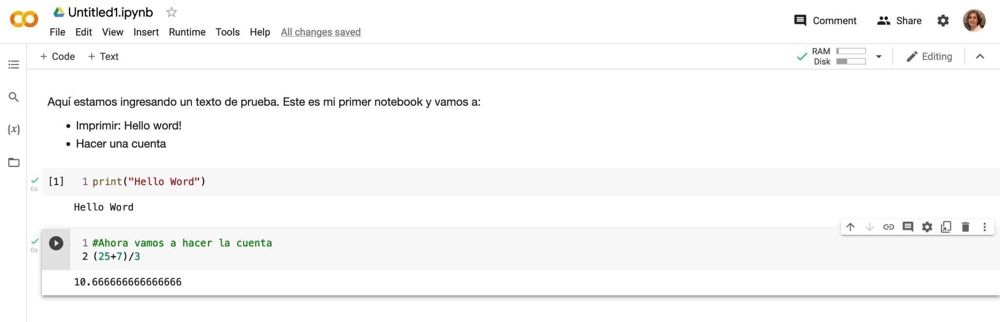 Untitled1.ipynb
File Edit View Insert Runtime Tools Help All changes saved
Comment Share
+ Code + Text
RAM
Disk
Editing
{x}
Aquí estamos ingresando un texto de prueba. Este es mi primer notebook y vamos a:
• Imprimir: Hello word!
• Hacer una cuenta
0s
[1] 1 print("Hello Word")
Hello Word
0s
1 #Ahora vamos a hacer la cuenta
2 (25+7)/3
10.666666666666666